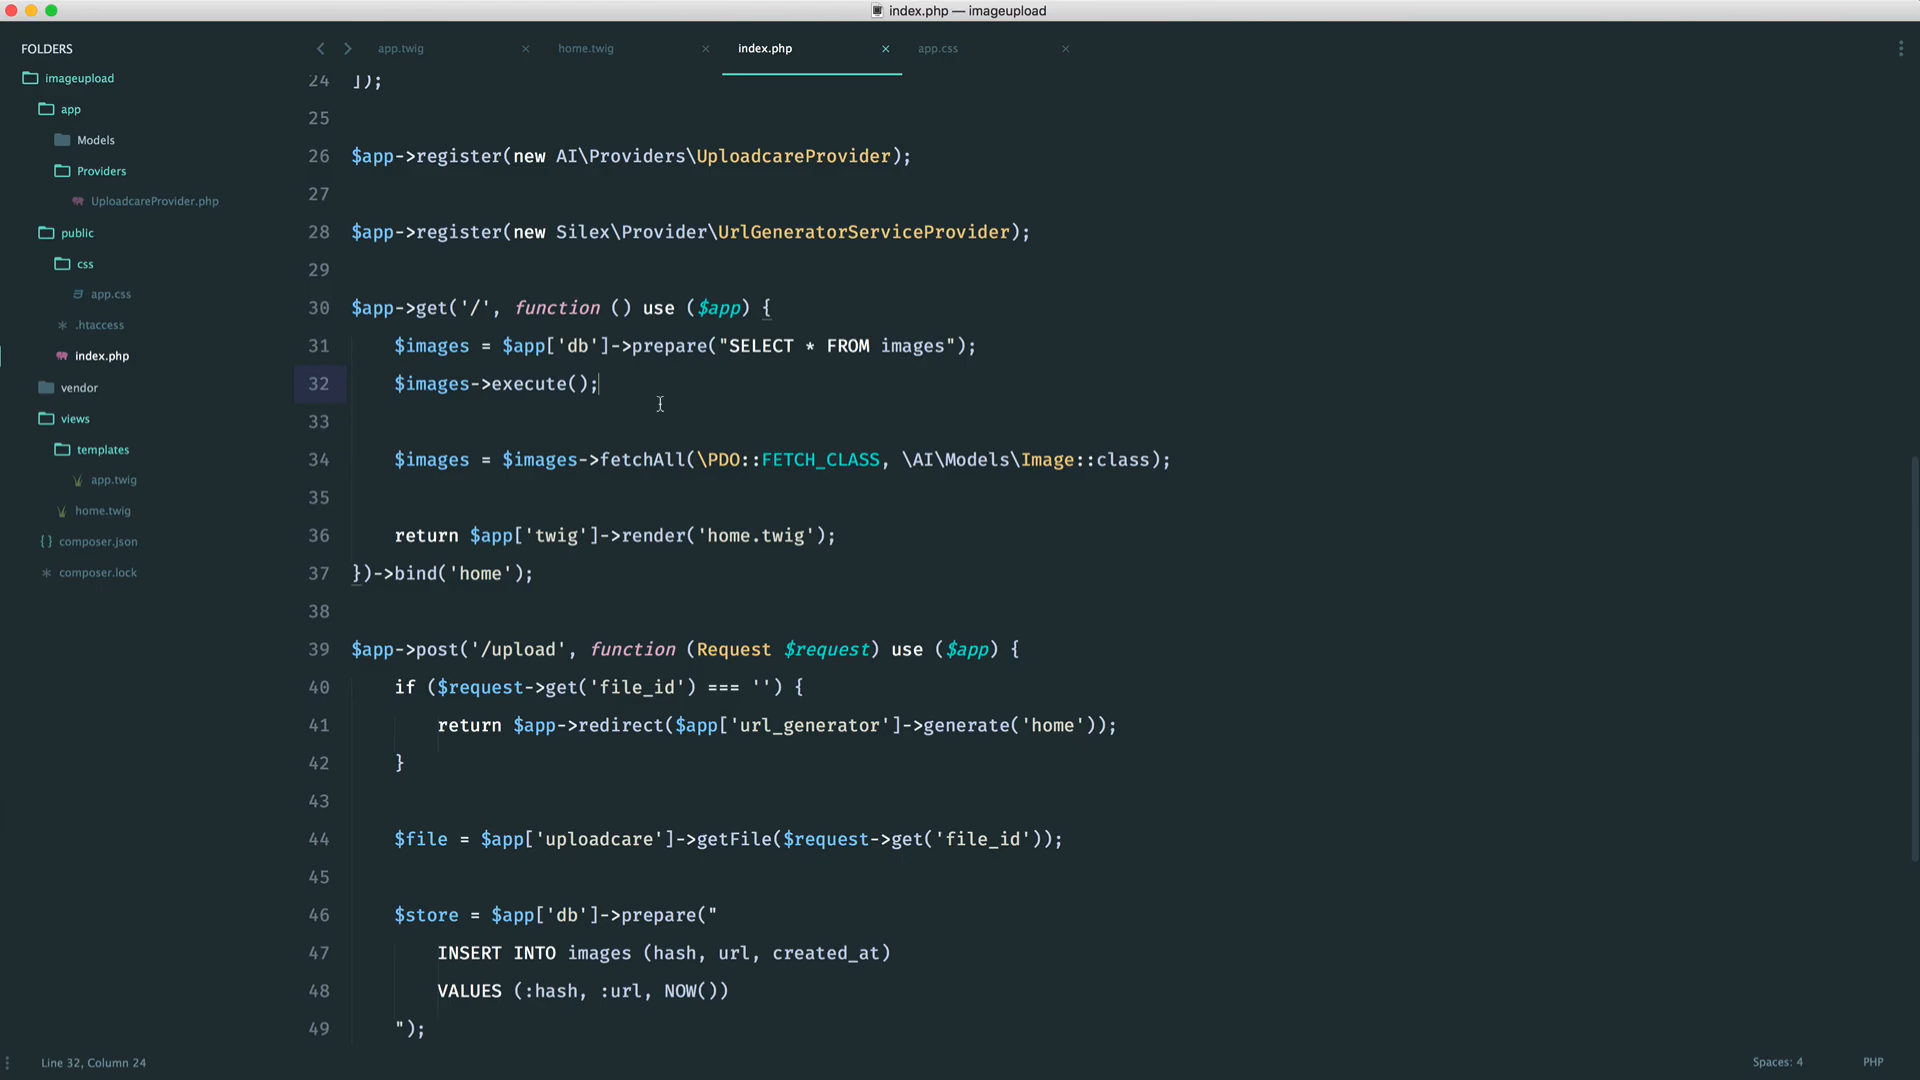 index.php — imageupload
FOLDERS
imageupload
app
Models
Providers
UploadcareProvider.php
public
css
app.css
.htaccess
index.php
vendor
views
templates
app.twig
home.twig
composer.json
composer.lock
app.twig
home.twig
index.php
app.css
24 ]);
25
26 $app->register(new AI\Providers\UploadcareProvider);
27
28 $app->register(new Silex\Provider\UrlGeneratorServiceProvider);
29
30 $app->get('/', function () use ($app) {
31     $images = $app['db']->prepare("SELECT * FROM images");
32     $images->execute();
33
34     $images = $images->fetchAll(\PDO::FETCH_CLASS, \AI\Models\Image::class);
35
36     return $app['twig']->render('home.twig');
37 })->bind('home');
38
39 $app->post('/upload', function (Request $request) use ($app) {
40     if ($request->get('file_id') === '') {
41         return $app->redirect($app['url_generator']->generate('home'));
42     }
43
44     $file = $app['uploadcare']->getFile($request->get('file_id'));
45
46     $store = $app['db']->prepare("
47         INSERT INTO images (hash, url, created_at)
48         VALUES (:hash, :url, NOW())
49     ");
Line 32, Column 24
Spaces: 4
PHP